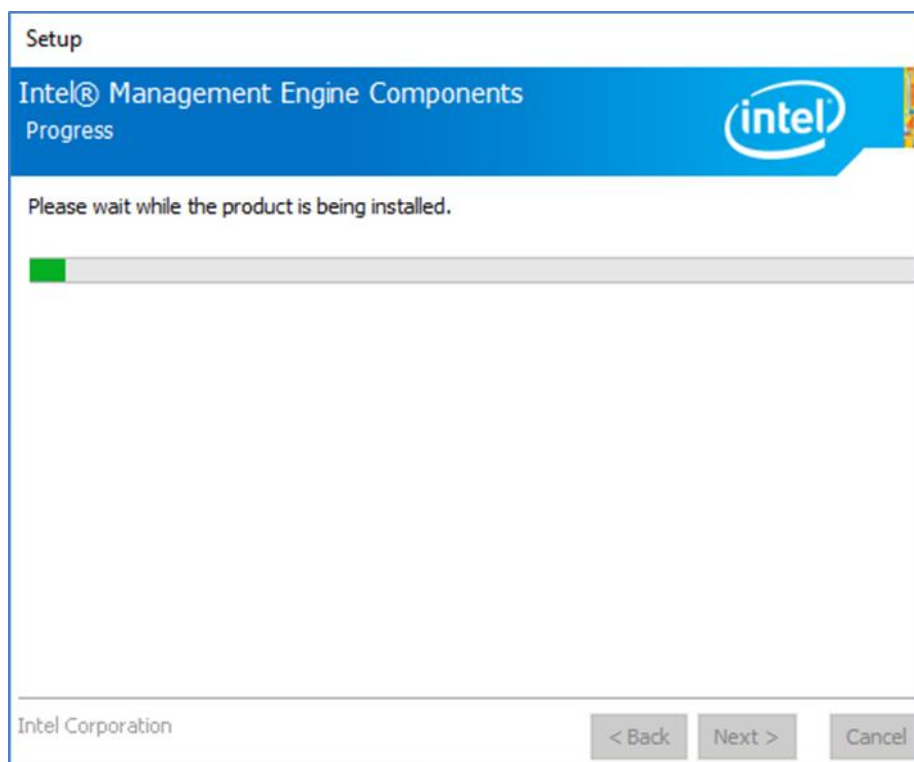 Setup
Intel® Management Engine Components
Progress
intel
Please wait while the product is being installed.
Intel Corporation
< Back Next > Cancel